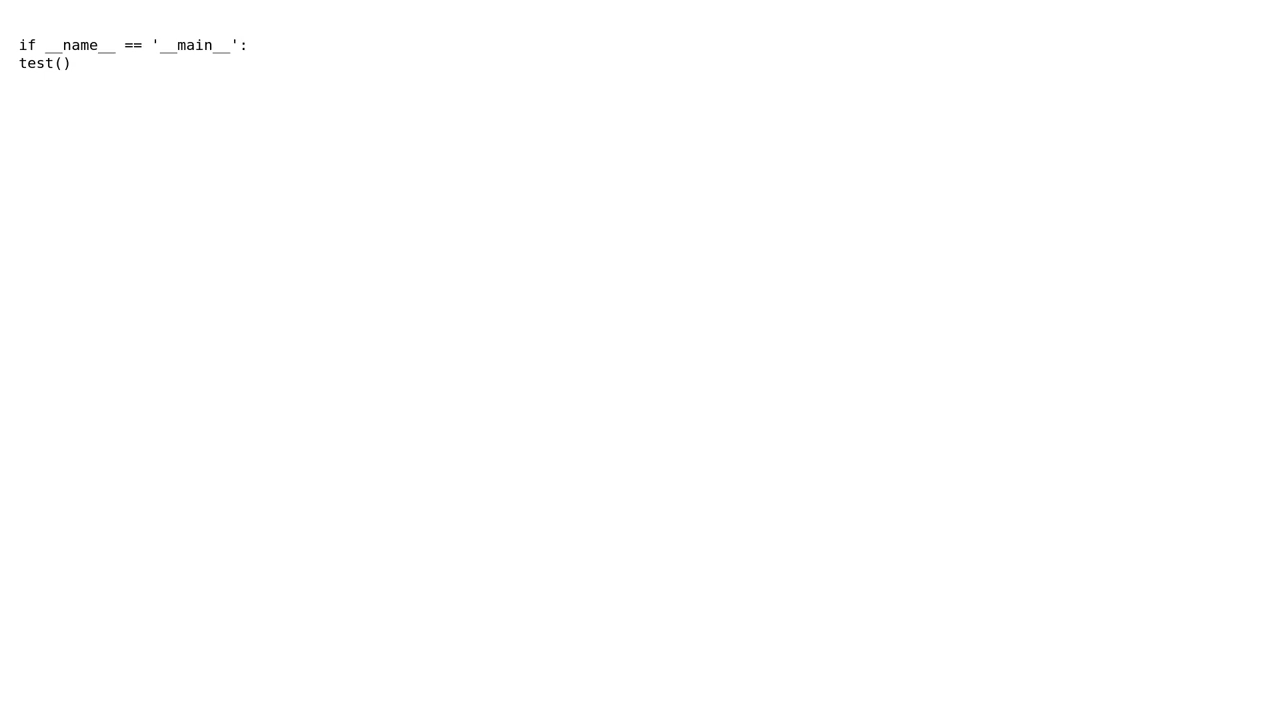 if __name__ == '__main__':
test()